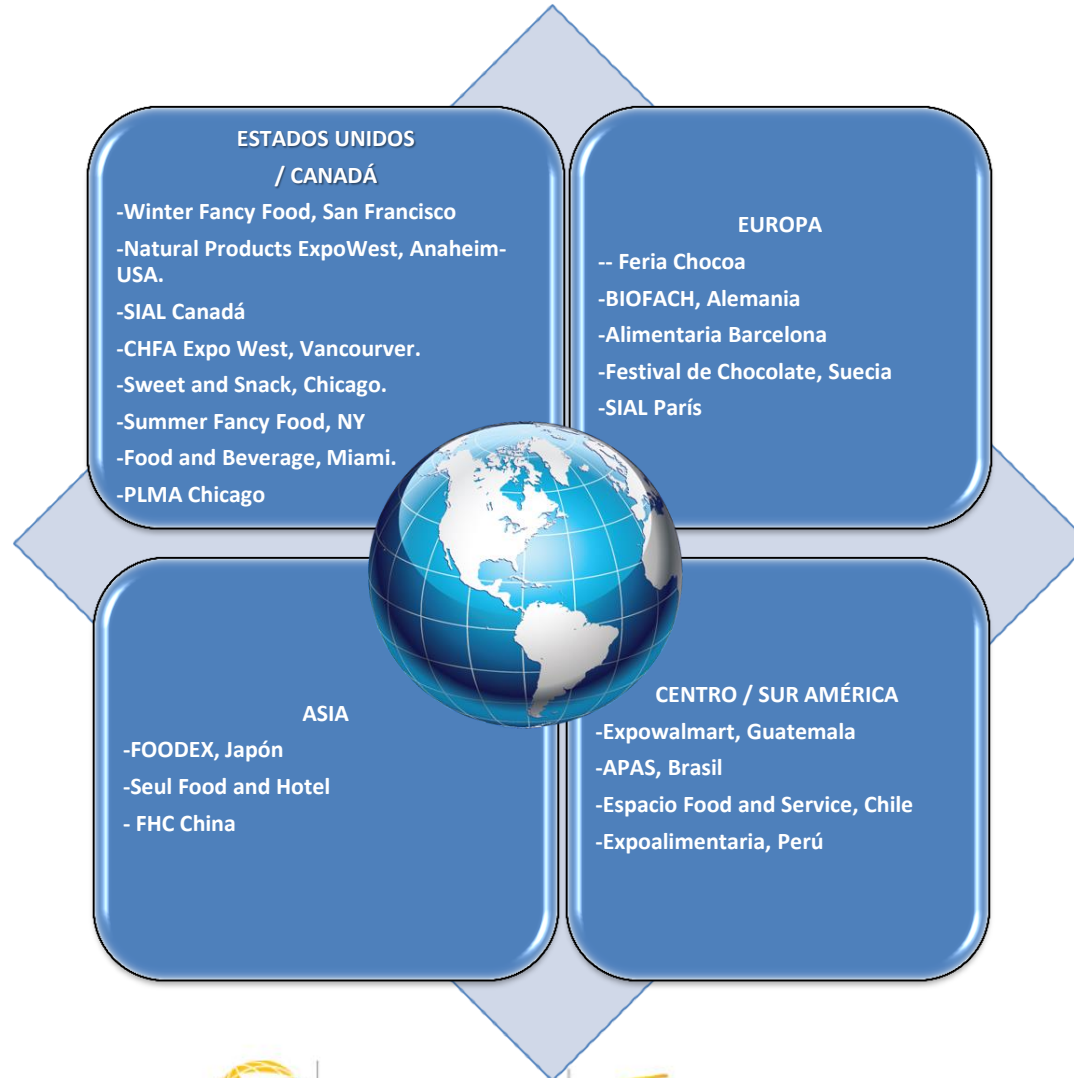 ESTADOS UNIDOS
/ CANADÁ
-Winter Fancy Food, San Francisco
-Natural Products ExpoWest, Anaheim-
USA.
-SIAL Canadá
-CHFA Expo West, Vancourver.
-Sweet and Snack, Chicago.
-Summer Fancy Food, NY
-Food and Beverage, Miami.
-PLMA Chicago
EUROPA
-- Feria Chocoa
-BIOFACH, Alemania
-Alimentaria Barcelona
-Festival de Chocolate, Suecia
-SIAL París
ASIA
-FOODEX, Japón
-Seul Food and Hotel
- FHC China
CENTRO / SUR AMÉRICA
-Expowalmart, Guatemala
-APAS, Brasil
-Espacio Food and Service, Chile
-Expoalimentaria, Perú